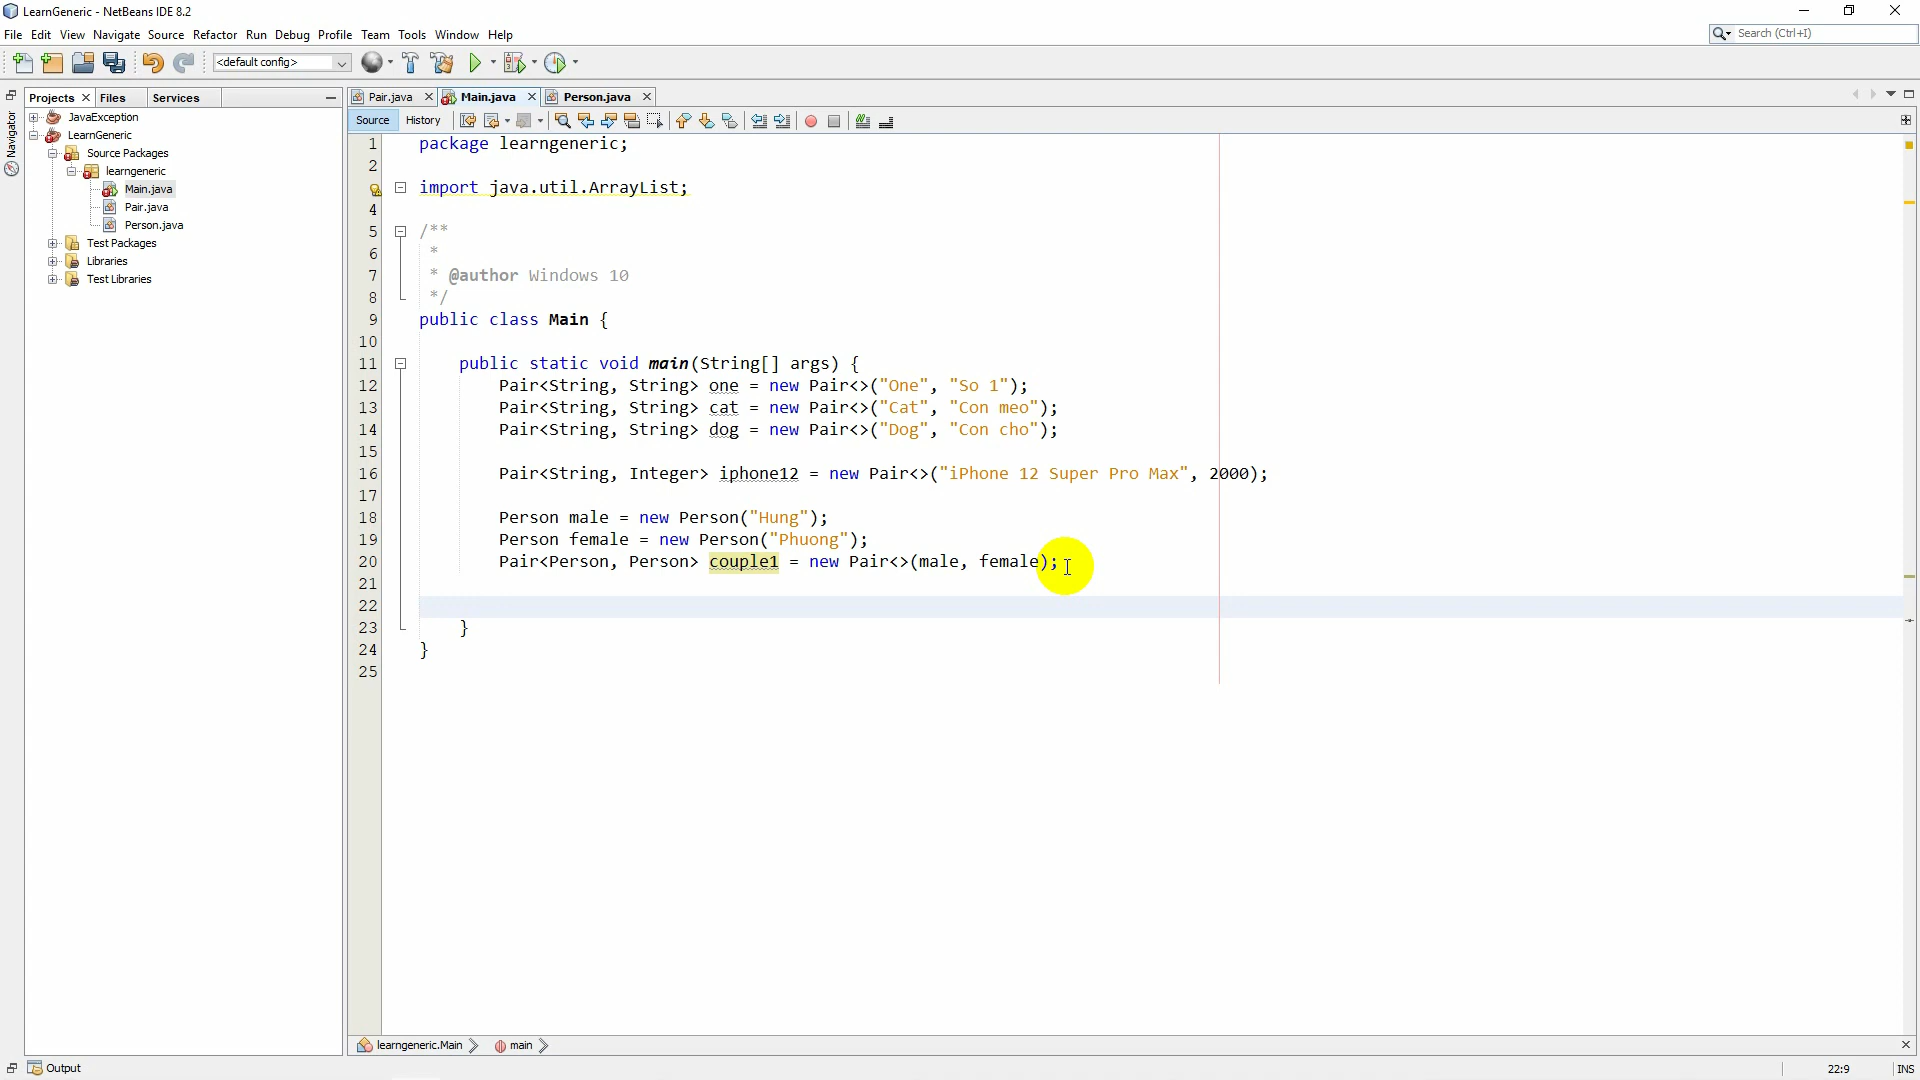 LearnGeneric - NetBeans IDE 8.2
File Edit View Navigate Source Refactor Run Debug Profile Team Tools Window Help
Search (Ctrl+I)
<default config>
Projects Files Services
Navigator
JavaException
LearnGeneric
Source Packages
learngeneric
Main.java
Pair.java
Person.java
Test Packages
Libraries
Test Libraries
Pair.java Main.java Person.java
Source History
1 package learngeneric;
2
import java.util.ArrayList;
4
5 /**
6 *
7 * @author Windows 10
8 */
9 public class Main {
10
11 public static void main(String[] args) {
12 Pair<String, String> one = new Pair<>("One", "So 1");
13 Pair<String, String> cat = new Pair<>("Cat", "Con meo");
14 Pair<String, String> dog = new Pair<>("Dog", "Con cho");
15
16 Pair<String, Integer> iphone12 = new Pair<>("iPhone 12 Super Pro Max", 2000);
17
18 Person male = new Person("Hung");
19 Person female = new Person("Phuong");
20 Pair<Person, Person> couple1 = new Pair<>(male, female);
21
22
23 }
24 }
25
learngeneric.Main main
Output
22:9 INS